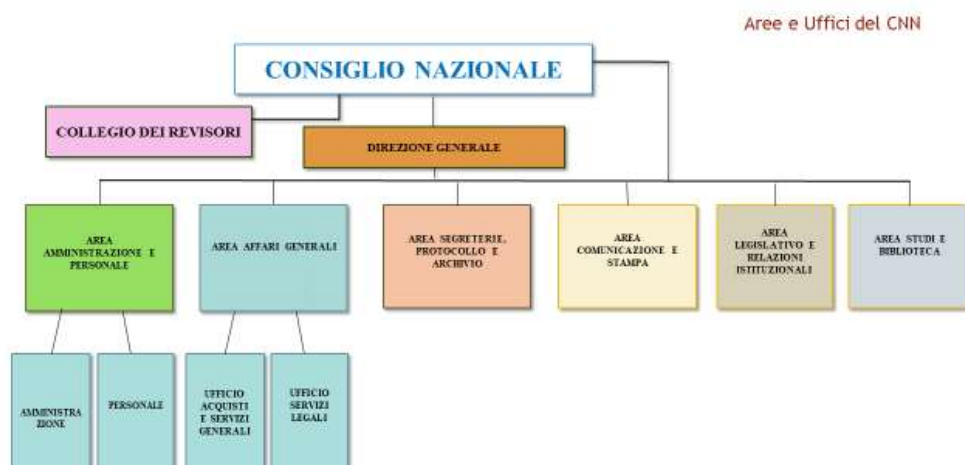 Aree e Uffici del CNN
CONSIGLIO NAZIONALE
COLLEGIO DEI REVISORI
DIREZIONE GENERALE
AREA
AMMINISTRAZIONE E
PERSONALE
AREA AFFARI GENERALI
AREA SEGRETERIE,
PROTOCOLLO E
ARCHIVIO
AREA
COMUNICAZIONE E
STAMPA
AREA
LEGISLATIVO E
RELAZIONI
ISTITUZIONALI
AREA STUDI E
BIBLIOTECA
AMMINISTRA
ZIONE
PERSONALE
UFFICIO
ACQUISTI
E SERVIZI
GENERALI
UFFICIO
SERVIZI
LEGALI